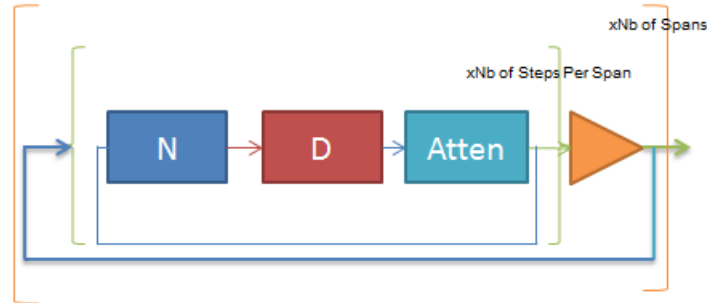 xNb of Spans
xNb of Steps Per Span
N
D
Atten